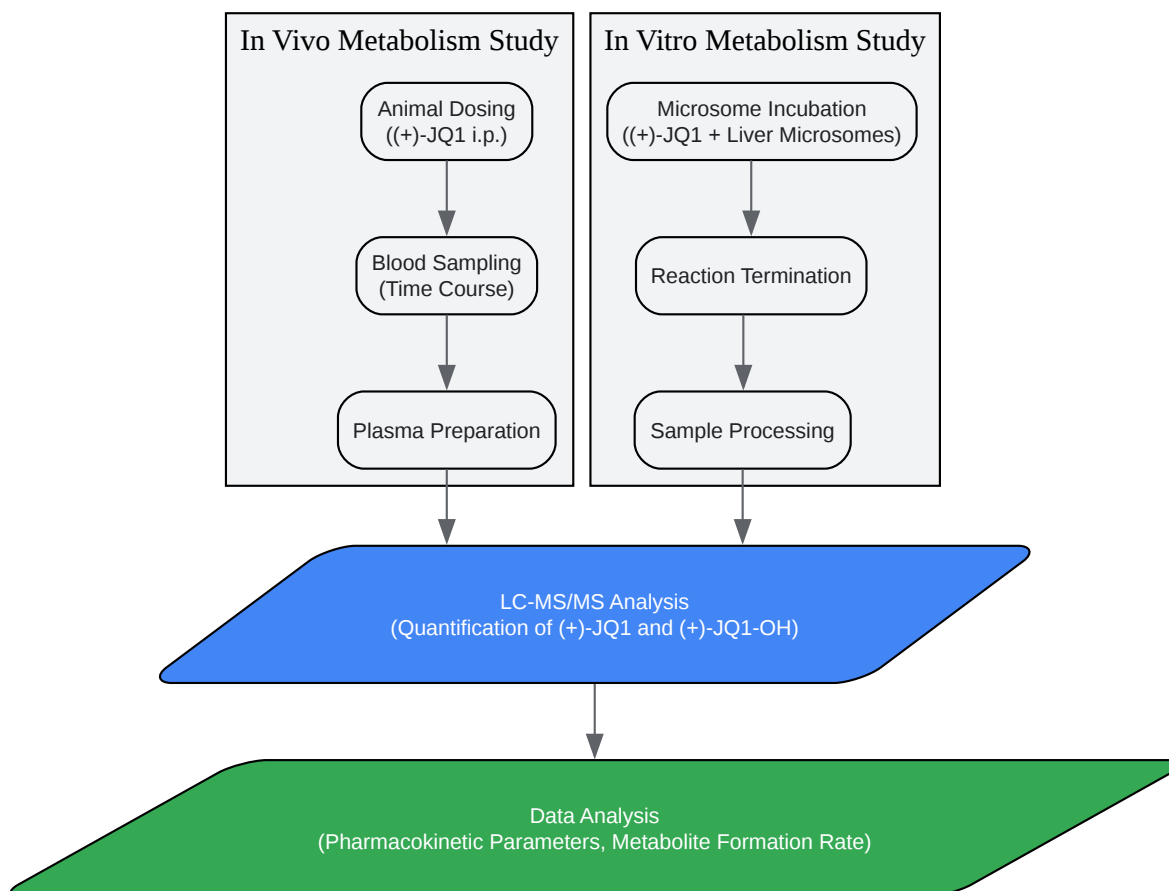 In Vivo Metabolism Study
Animal Dosing
((+)-JQ1 i.p.)
Blood Sampling
(Time Course)
Plasma Preparation
In Vitro Metabolism Study
Microsome Incubation
((+)-JQ1 + Liver Microsomes)
Reaction Termination
Sample Processing
LC-MS/MS Analysis
(Quantification of (+)-JQ1 and (+)-JQ1-OH)
Data Analysis
(Pharmacokinetic Parameters, Metabolite Formation Rate)